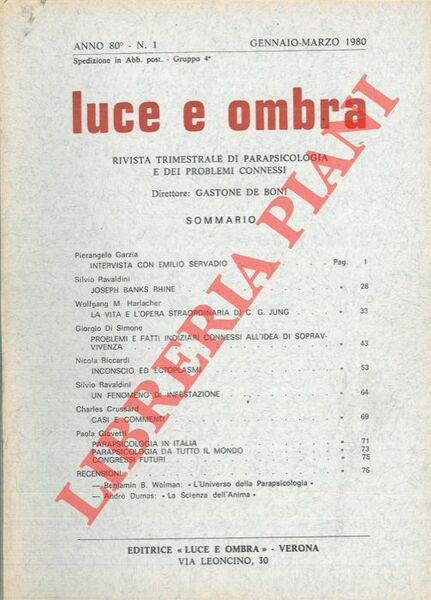 ANNO 80° - N. 1 GENNAIO-MARZO 1980
Spedizione in Abb. post. - Gruppo 4°
luce e ombra
RIVISTA TRIMESTRALE DI PARAPSICOLOGIA
E DEI PROBLEMI CONNESSI
Direttore: GASTONE DE BONI
SOMMARIO
Pierangelo Garzia
INTERVISTA CON EMILIO SERVADIO . . . . Pag. 1
Silvio Ravaldini
JOSEPH BANKS RHINE . . . . » 28
Wolfgang M. Harlacher
LA VITA E L'OPERA STRAORDINARIA DI C. G. JUNG . » 33
Giorgio Di Simone
PROBLEMI E FATTI INDIZIARI CONNESSI ALL'IDEA DI SOPRAV-
VIVENZA . . . . » 43
Nicola Riccardi
INCONSCIO ED ECTOPLASMI . . . . » 53
Silvio Ravaldini
UN FENOMENO DI INFESTAZIONE . . . . » 64
Charles Crussard
CASI E COMMENTI . . . . » 69
Paola Giovetti
PARAPSICOLOGIA IN ITALIA . . . . » 71
PARAPSICOLOGIA DA TUTTO IL MONDO . . . . » 73
CONGRESSI FUTURI . . . . » 75
RECENSIONI . . . . » 76
— Benjamin B. Wolman: « L'Universo della Parapsicologia »
— André Dumas: « La Scienza dell'Anima »
EDITRICE « LUCE E OMBRA » - VERONA
VIA LEONCINO, 30
LIBRERIA PIANI